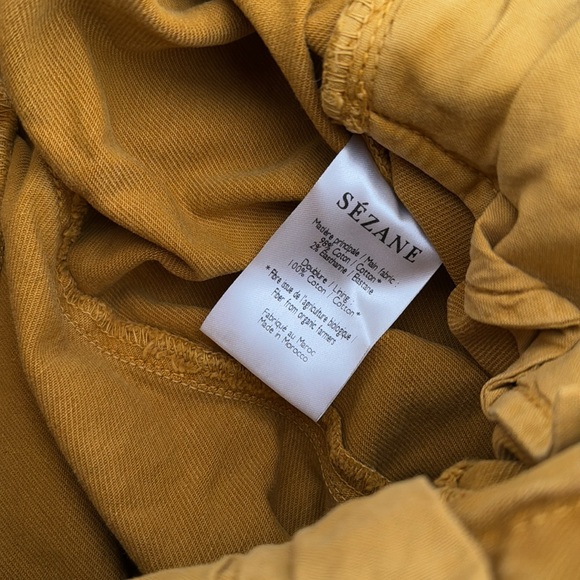 SÉZANE
Matière principale / Main fabric :
98% Coton / Cotton*
2% Elasthanne / Elastane
Doublure / Lining :
100% Coton / Cotton*
* Fibre issue de l'agriculture biologique /
Fiber from organic farmers
Fabriqué au Maroc
Made in Morocco